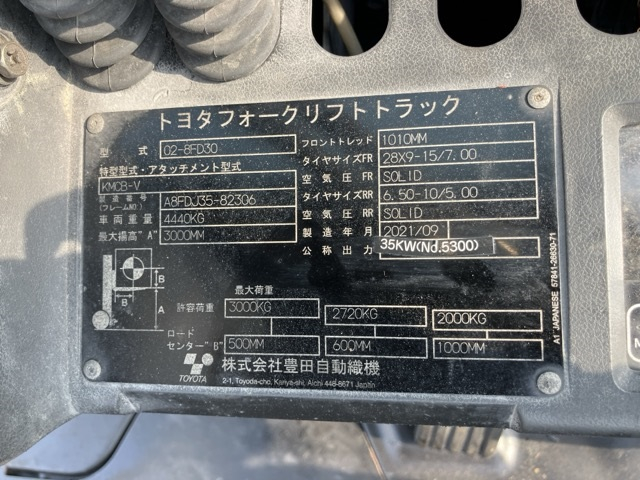 トヨタフォークリフトトラック
型式 02-8FD30
特型型式・アタッチメント型式
KMCB-V
製造番号 (フレームNO.) A8FDJ35-82306
車両重量 4440KG
最大揚高"A" 3000MM
フロントトレッド 1010MM
タイヤサイズFR 28X9-15/7.00
空気圧FR SOLID
タイヤサイズRR 6.50-10/5.00
空気圧RR SOLID
製造年月 2021/09
公称出力 35KW(Nd.5300)
B
B
A
最大荷重
許容荷重 3000KG 2720KG 2000KG
ロードセンター"B" 500MM 600MM 1000MM
TOYOTA
株式会社豊田自動織機
2-1, Toyoda-cho, Kariya-shi, Aichi 448-8671 Japan
A1 JAPANESE 57841-26630-71